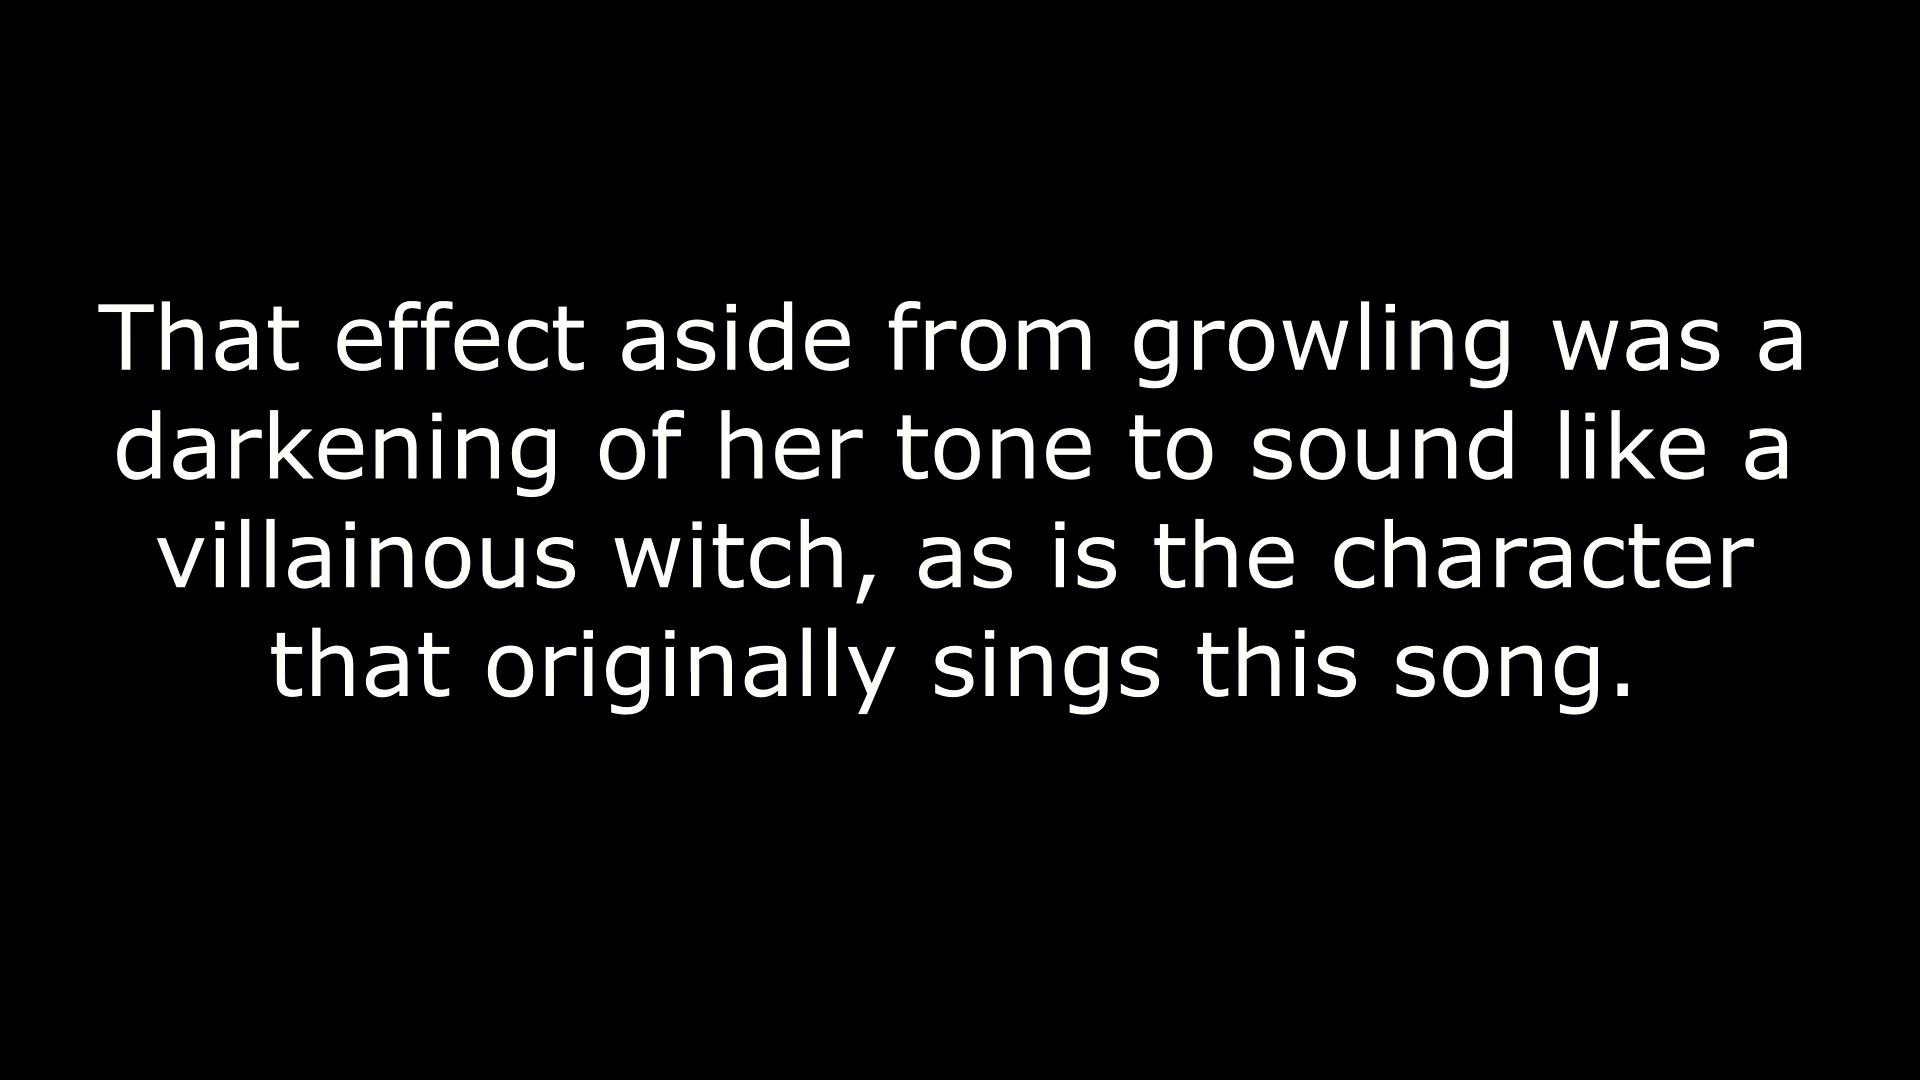 That effect aside from growling was a
darkening of her tone to sound like a
villainous witch, as is the character
that originally sings this song.